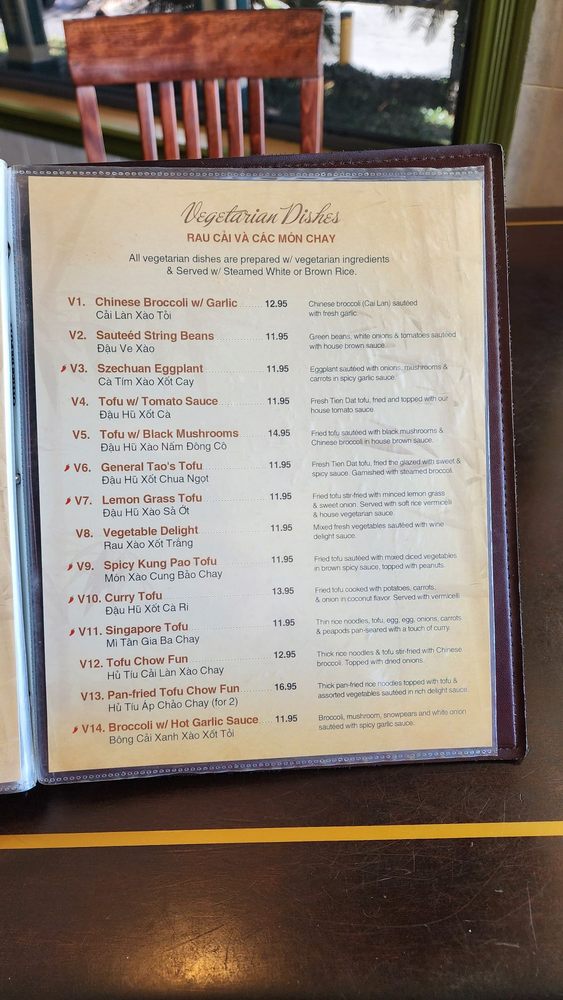 Vegetarian Dishes
RAU CẢI VÀ CÁC MÓN CHAY
All vegetarian dishes are prepared w/ vegetarian ingredients
& Served w/ Steamed White or Brown Rice.
V1. Chinese Broccoli w/ Garlic 12.95 Chinese broccoli (Cai Lan) sautéed
Cải Làn Xào Tỏi with fresh garlic.
V2. Sauteéd String Beans 11.95 Green beans, white onions & tomatoes sautéed
Đậu Ve Xào with house brown sauce.
V3. Szechuan Eggplant 11.95 Eggplant sautéed with onions, mushrooms &
Cà Tím Xào Xốt Cay carrots in spicy garlic sauce.
V4. Tofu w/ Tomato Sauce 11.95 Fresh Tien Dat tofu, fried and topped with our
Đậu Hũ Xốt Cà house tomato sauce.
V5. Tofu w/ Black Mushrooms 14.95 Fried tofu sautéed with black mushrooms &
Đậu Hũ Xào Nấm Đông Cô Chinese broccoli in house brown sauce.
V6. General Tao's Tofu 11.95 Fresh Tien Dat tofu, fried the glazed with sweet &
Đậu Hũ Xốt Chua Ngọt spicy sauce. Garnished with steamed broccoli.
V7. Lemon Grass Tofu 11.95 Fried tofu stir-fried with minced lemon grass
Đậu Hũ Xào Sả Ớt & sweet onion. Served with soft rice vermicelli
& house vegetarian sauce.
V8. Vegetable Delight 11.95 Mixed fresh vegetables sautéed with wine
Rau Xào Xốt Trắng delight sauce.
V9. Spicy Kung Pao Tofu 11.95 Fried tofu sautéed with mixed diced vegetables
Món Xào Cung Bảo Chay in brown spicy sauce, topped with peanuts.
V10. Curry Tofu 13.95 Fried tofu cooked with potatoes, carrots,
Đậu Hũ Xốt Cà Ri & onion in coconut flavor. Served with vermicelli
V11. Singapore Tofu 11.95 Thin rice noodles, tofu, egg, egg, onions, carrots
Mì Tân Gia Ba Chay & peapods pan-seared with a touch of curry.
V12. Tofu Chow Fun 12.95 Thick rice noodles & tofu stir-fried with Chinese
Hủ Tíu Cải Làn Xào Chay broccoli. Topped with dried onions.
V13. Pan-fried Tofu Chow Fun 16.95 Thick pan-fried rice noodles topped with tofu &
Hủ Tíu Áp Chảo Chay (for 2) assorted vegetables sautéed in rich delight sauce.
V14. Broccoli w/ Hot Garlic Sauce 11.95 Broccoli, mushroom, snowpears and white onion
Bông Cải Xanh Xào Xốt Tỏi sautéed with spicy garlic sauce.